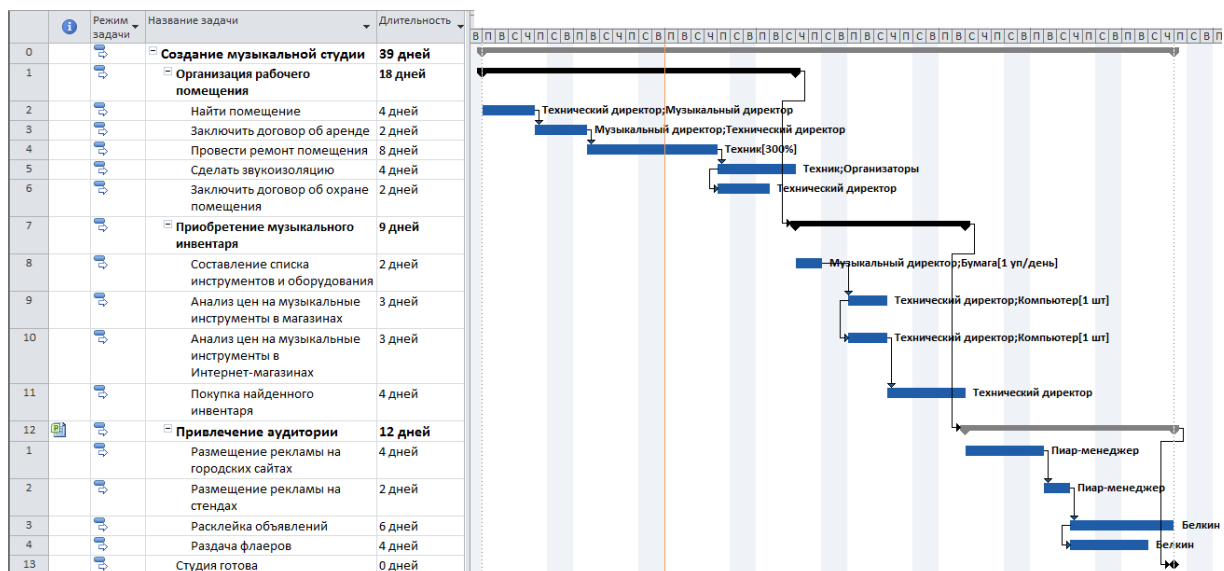 Режим задачи
Название задачи
Длительность
В П В С Ч П С В П В С Ч П С В П В С Ч П С В П В С Ч П С В П В С Ч П С В П В С Ч П С В П В С Ч П С В П В С Ч П С В П
0 Создание музыкальной студии 39 дней
1 Организация рабочего 18 дней
помещения
2 Найти помещение 4 дней Технический директор;Музыкальный директор
3 Заключить договор об аренде 2 дней Музыкальный директор;Технический директор
4 Провести ремонт помещения 8 дней Техник[300%]
5 Сделать звукоизоляцию 4 дней Техник;Организаторы
6 Заключить договор об охране 2 дней Технический директор
помещения
7 Приобретение музыкального 9 дней
инвентаря
8 Составление списка 2 дней Музыкальный директор;Бумага[1 уп/день]
инструментов и оборудования
9 Анализ цен на музыкальные 3 дней Технический директор;Компьютер[1 шт]
инструменты в магазинах
10 Анализ цен на музыкальные 3 дней Технический директор;Компьютер[1 шт]
инструменты в
Интернет-магазинах
11 Покупка найденного 4 дней Технический директор
инвентаря
12 Привлечение аудитории 12 дней
1 Размещение рекламы на 4 дней Пиар-менеджер
городских сайтах
2 Размещение рекламы на 2 дней Пиар-менеджер
стендах
3 Расклейка объявлений 6 дней Белкин
4 Раздача флаеров 4 дней Белкин
13 Студия готова 0 дней